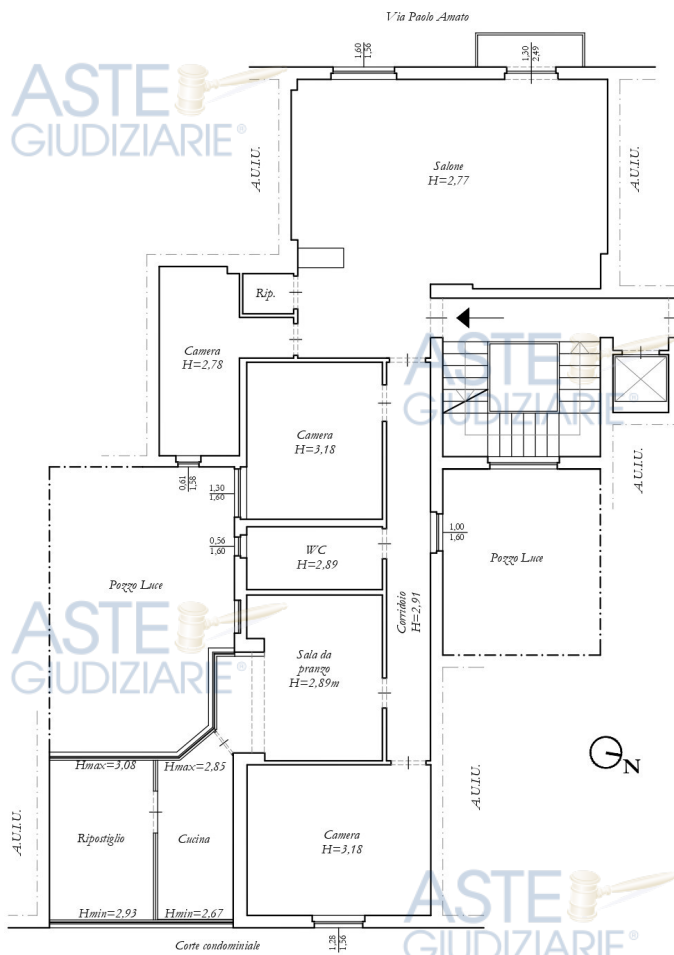 Via Paolo Amato
1,60
1,56
1,30
2,49
ASTE
GIUDIZIARIE®
A.U.I.U.
A.U.I.U.
Salone
H=2,77
Rip.
Camera
H=2,78
ASTE
GIUDIZIARIE®
Camera
H=3,18
A.U.I.U.
0,61
1,58
1,30
1,60
0,56
1,60
WC
H=2,89
1,00
1,60
Pozzo Luce
Pozzo Luce
Corridoio
H=2,91
ASTE
GIUDIZIARIE®
Sala da
pranzo
H=2,89m
N
Hmax=3,08
Hmax=2,85
A.U.I.U.
A.U.I.U.
Ripostiglio
Cucina
Camera
H=3,18
Hmin=2,93
Hmin=2,67
ASTE
GIUDIZIARIE®
Corte condominiale
1,28
1,56